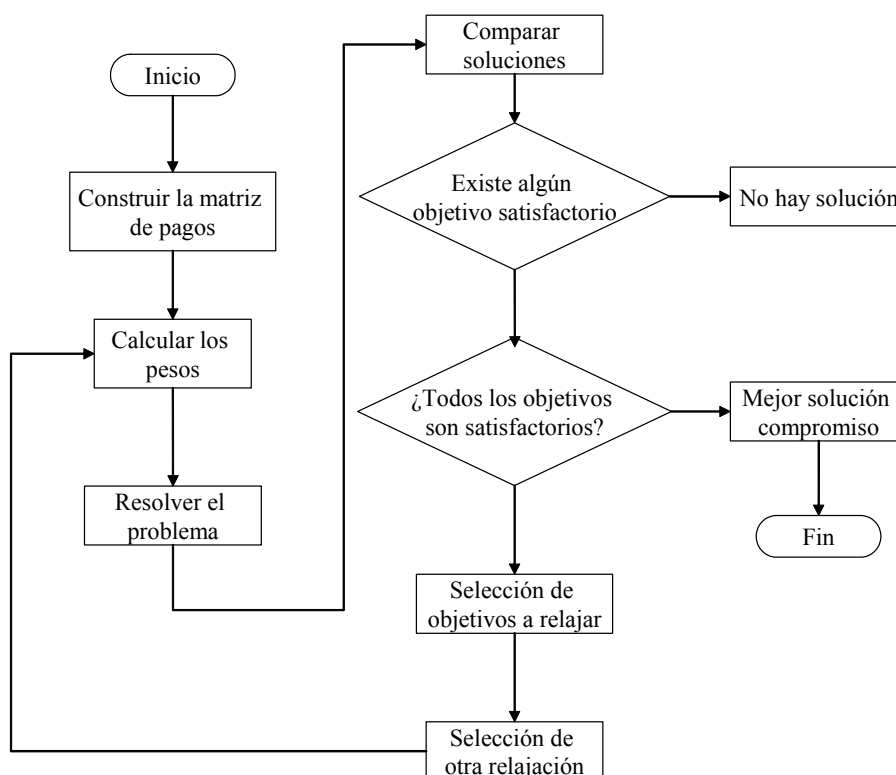 Inicio
Construir la matriz
de pagos
Calcular los
pesos
Resolver el
problema
Comparar
soluciones
Existe algún
objetivo satisfactorio
No hay solución
¿Todos los objetivos
son satisfactorios?
Mejor solución
compromiso
Fin
Selección de
objetivos a relajar
Selección de
otra relajación